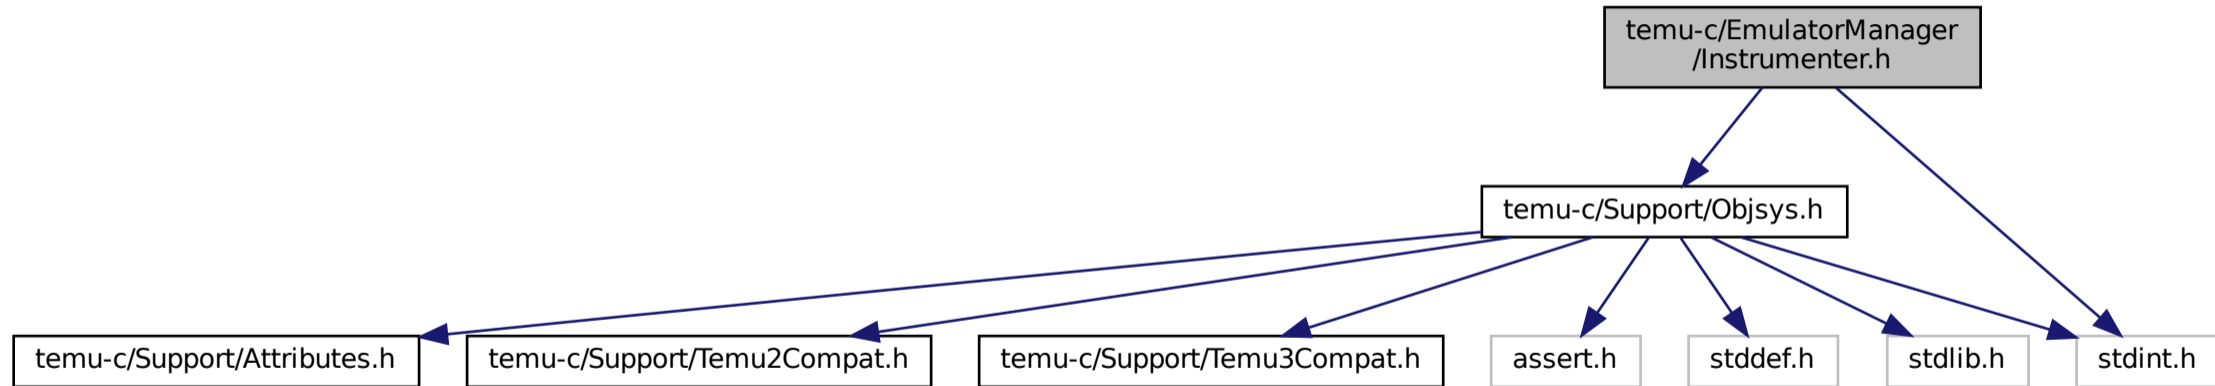 temu-c/EmulatorManager
/Instrumenter.h
temu-c/Support/Objsys.h
temu-c/Support/Attributes.h
temu-c/Support/Temu2Compat.h
temu-c/Support/Temu3Compat.h
assert.h
stddef.h
stdlib.h
stdint.h